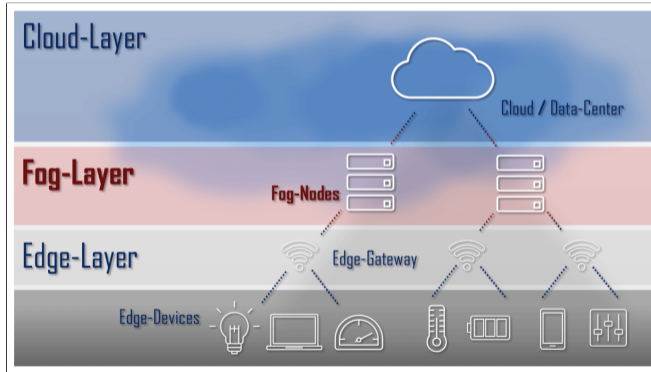 Cloud-Layer
Cloud / Data-Center
Fog-Layer
Fog-Nodes
Edge-Layer
Edge-Gateway
Edge-Devices